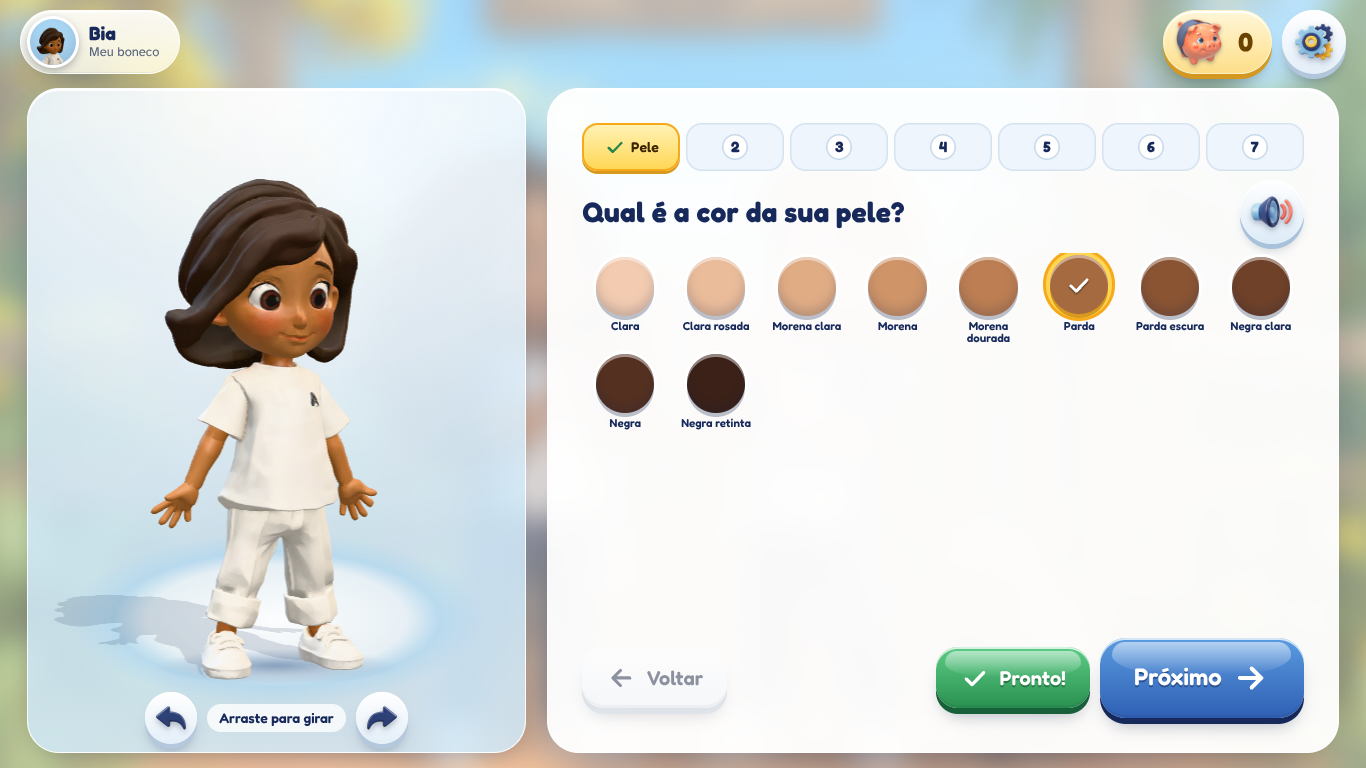 Bia
Meu boneco
0
Pele
2
3
4
5
6
7
Qual é a cor da sua pele?
Clara
Clara rosada
Morena clara
Morena
Morena
dourada
Parda
Parda escura
Negra clara
Negra
Negra retinta
Voltar
Pronto!
Próximo
Arraste para girar